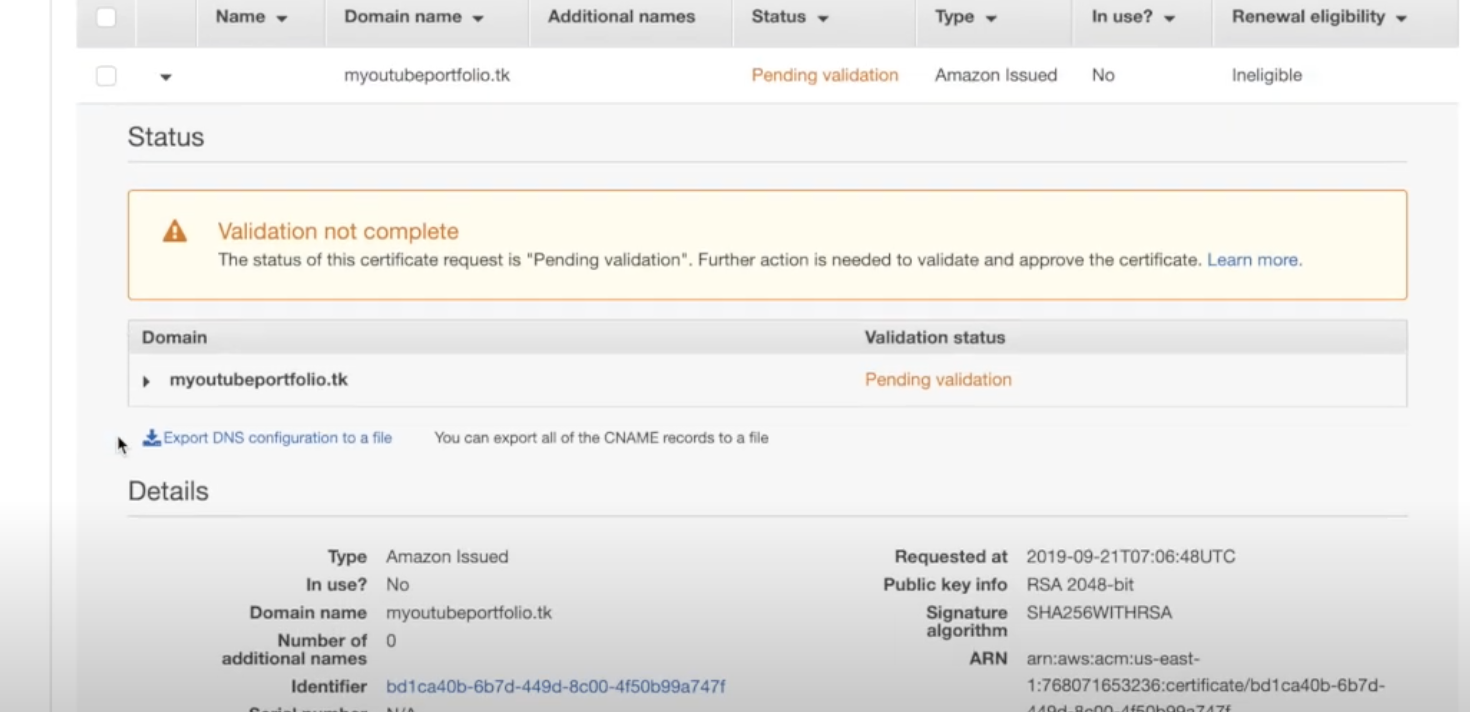 Name Domain name Additional names Status Type In use? Renewal eligibility
myoutubeportfolio.tk Pending validation Amazon Issued No Ineligible
Status
Validation not complete
The status of this certificate request is "Pending validation". Further action is needed to validate and approve the certificate. Learn more.
Domain Validation status
myoutubeportfolio.tk Pending validation
Export DNS configuration to a file You can export all of the CNAME records to a file
Details
Type Amazon Issued
In use? No
Domain name myoutubeportfolio.tk
Number of additional names 0
Identifier bd1ca40b-6b7d-449d-8c00-4f50b99a747f
Serial number N/A
Requested at 2019-09-21T07:06:48UTC
Public key info RSA 2048-bit
Signature algorithm SHA256WITHRSA
ARN arn:aws:acm:us-east-
1:768071653236:certificate/bd1ca40b-6b7d-
449d-8c00-4f50b99a747f